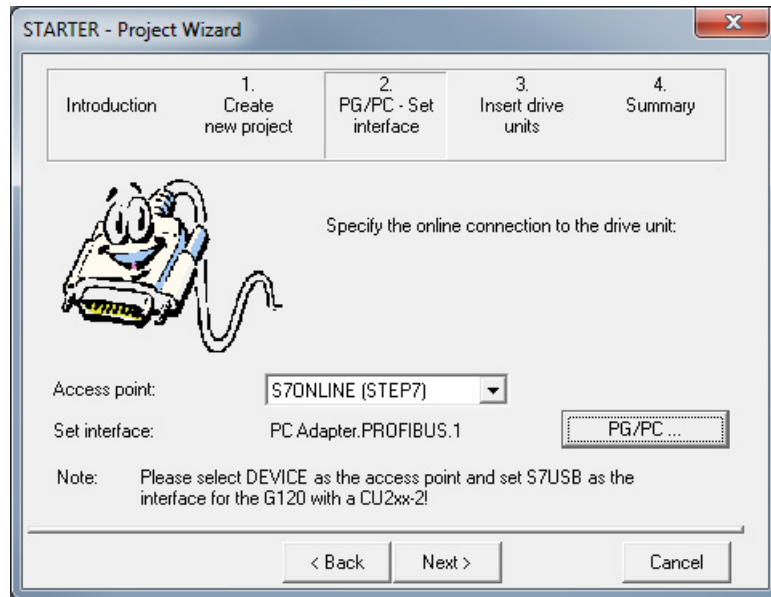 STARTER - Project Wizard
Introduction
1.
Create
new project
2.
PG/PC - Set
interface
3.
Insert drive
units
4.
Summary
Specify the online connection to the drive unit:
Access point:
S7ONLINE (STEP7)
Set interface:
PC Adapter.PROFIBUS.1
PG/PC ...
Note: Please select DEVICE as the access point and set S7USB as the
interface for the G120 with a CU2xx-2!
< Back
Next >
Cancel